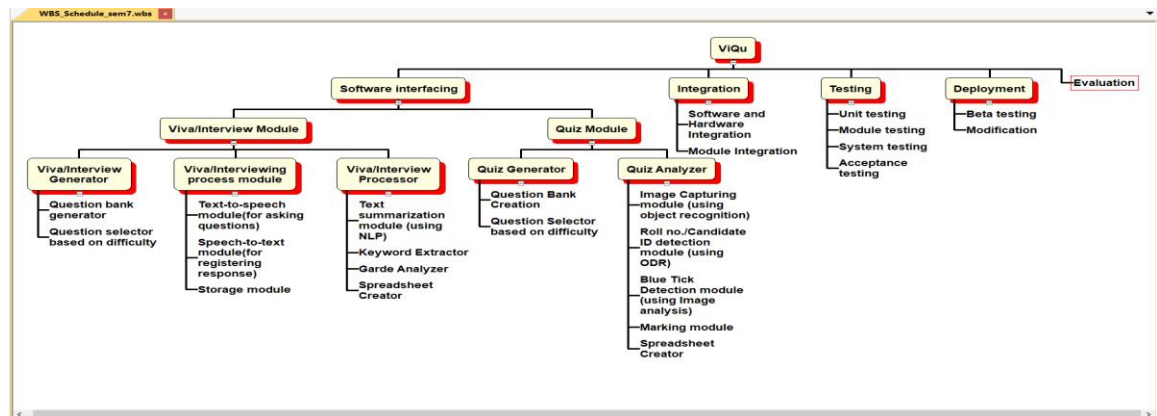 WBS_Schedule_sem7.wbs
ViQu
Software interfacing
Integration
Testing
Deployment
Evaluation
Software and
Hardware
Integration
Module Integration
Unit testing
Module testing
System testing
Acceptance
testing
Beta testing
Modification
Viva/Interview Module
Quiz Module
Viva/Interview
Generator
Viva/Interviewing
process module
Viva/Interview
Processor
Quiz Generator
Quiz Analyzer
Question bank
generator
Question selector
based on difficulty
Text-to-speech
module(for asking
questions)
Speech-to-text
module(for
registering
response)
Storage module
Text
summarization
module (using
NLP)
Keyword Extractor
Garde Analyzer
Spreadsheet
Creator
Question Bank
Creation
Question Selector
based on difficulty
Image Capturing
module (using
object recognition)
Roll no./Candidate
ID detection
module (using
ODR)
Blue Tick
Detection module
(using Image
analysis)
Marking module
Spreadsheet
Creator